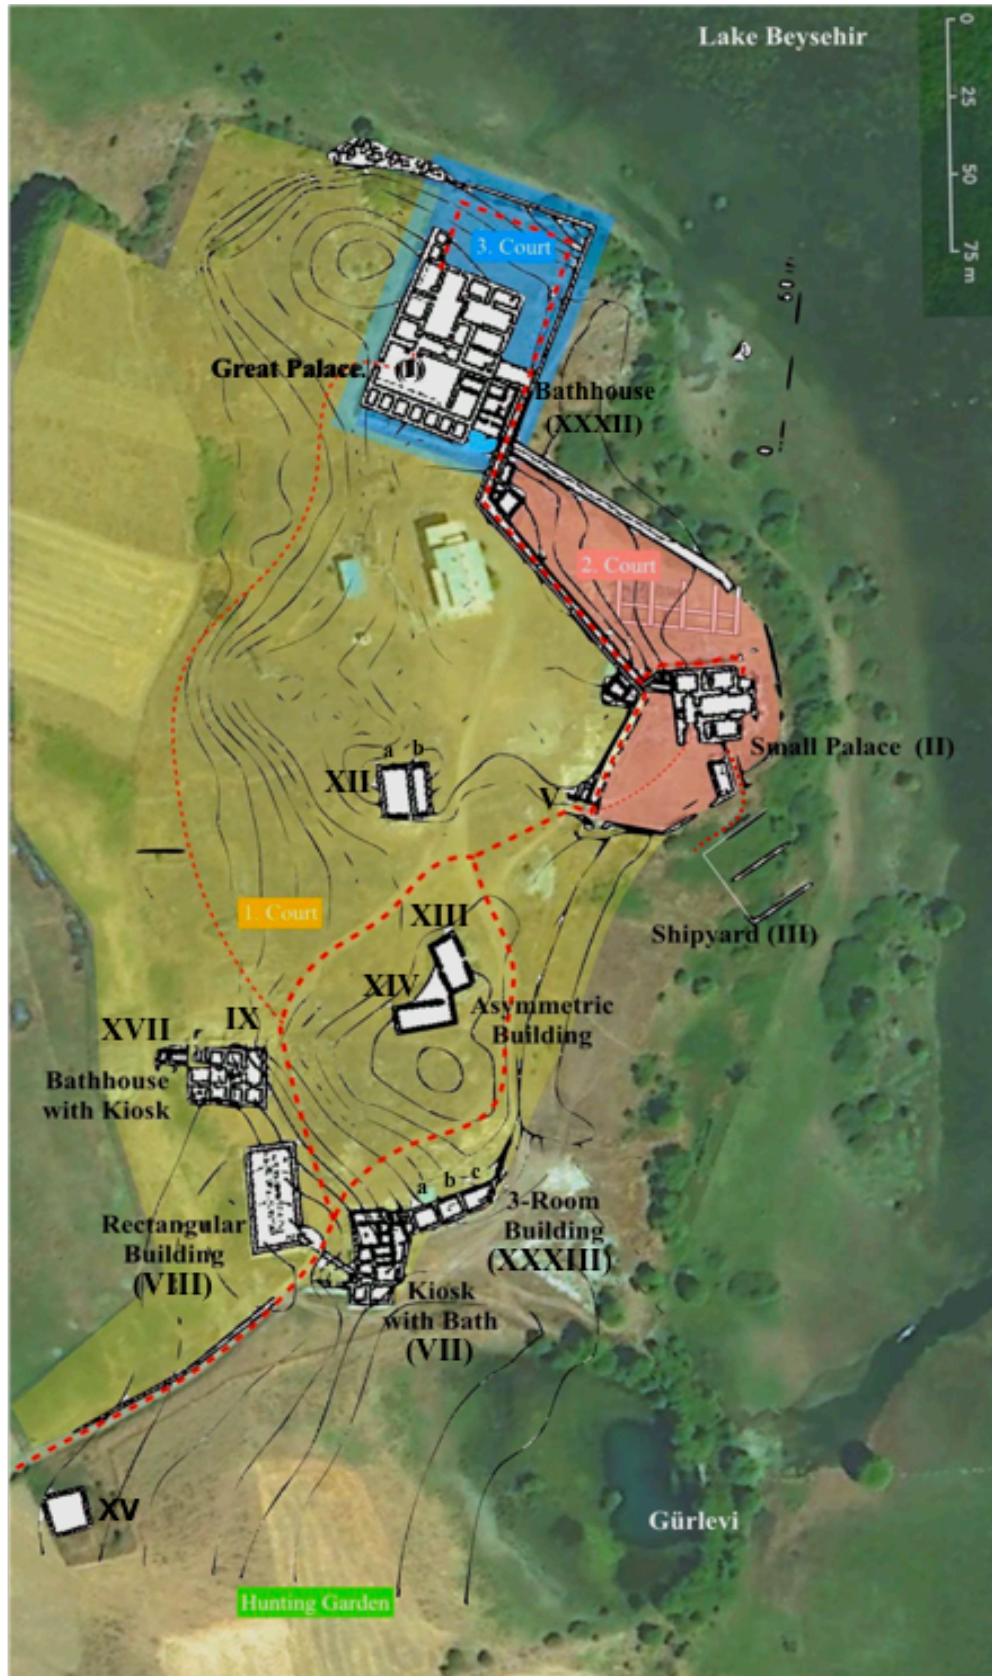 Lake Beysehir
0
25
50
75 m
3. Court
Great Palace. (I)
Bathhouse
(XXXII)
0
2. Court
Small Palace (II)
a b
XII
V
1. Court
Shipyard (III)
XIII
XIV
Asymmetric
Building
XVII
IX
Bathhouse
with Kiosk
a b c
3-Room
Building
(XXXIII)
Rectangular
Building
(VIII)
Kiosk
with Bath
(VII)
XV
Gürlevi
Hunting Garden